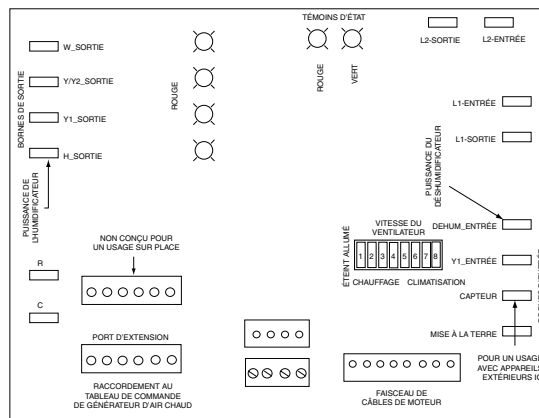 TÉMOINS D'ÉTAT
ROUGE
VERT
L2-SORTIE
L2-ENTRÉE
BORNES DE SORTIE
W_SORTIE
Y/Y2_SORTIE
Y1_SORTIE
H_SORTIE
ROUGE
L1-ENTRÉE
L1-SORTIE
PUISSANCE DE
L'HUMIDIFICATEUR
PUISSANCE DU
DÉSHUMIDIFICATEUR
DEHUM_ENTRÉE
Y1_ENTRÉE
CAPTEUR
MISE À LA TERRE
R
C
NON CONÇU POUR
UN USAGE SUR PLACE
VITESSE DU
VENTILATEUR
ÉTEINT ALLUMÉ
1 2 3 4 5 6 7 8
CHAUFFAGE CLIMATISATION
PORT D'EXTENSION
RACCORDEMENT AU
TABLEAU DE COMMANDE
DE GÉNÉRATEUR D'AIR CHAUD
FAISCEAU DE
CÂBLES DE MOTEUR
POUR UN USAGE
AVEC APPAREILS
EXTÉRIEURS